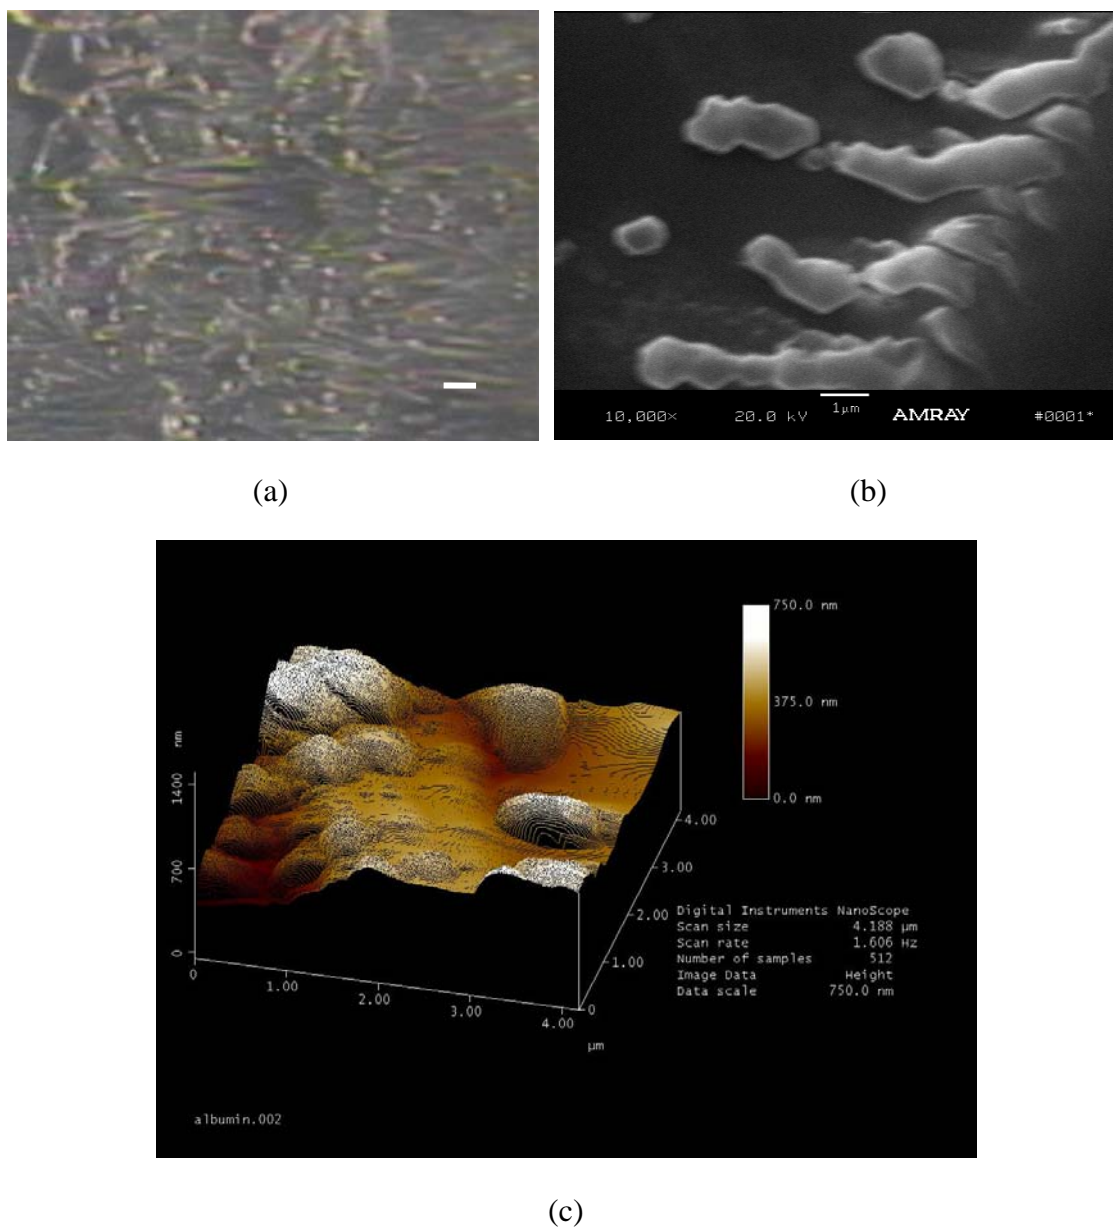 10,000×
20.0 kV
1µm
AMRAY
#0001*
(a)
(b)
750.0 nm
375.0 nm
0.0 nm
nm
1400
700
0
0
1.00
2.00
3.00
4.00
µm
0
1.00
2.00
3.00
4.00
Digital Instruments NanoScope
Scan size 4.188 µm
Scan rate 1.606 Hz
Number of samples 512
Image Data Height
Data scale 750.0 nm
albumin.002
(c)